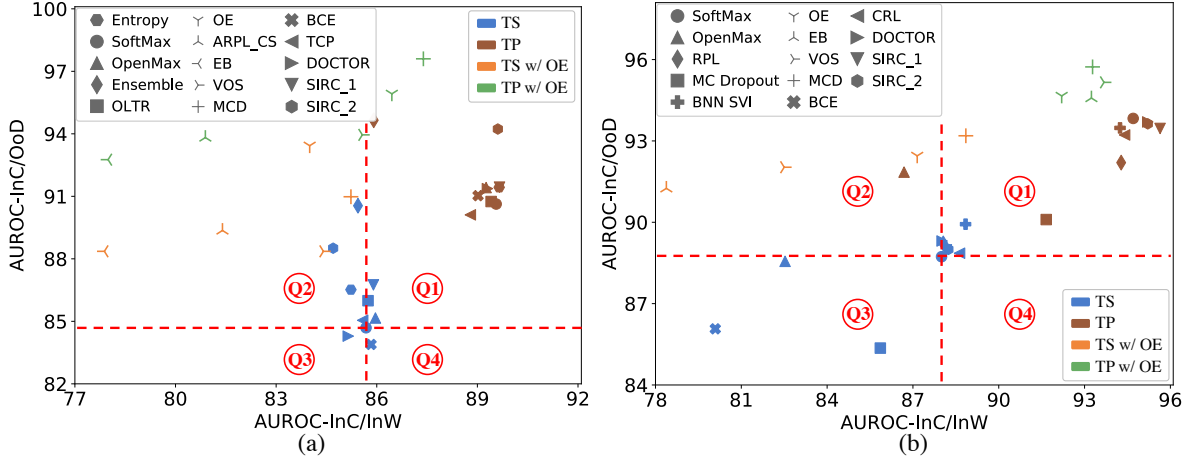 100
97
94
91
88
85
82
77
80
83
86
89
92
AUROC-InC/OoD
AUROC-InC/InW
Entropy
SoftMax
OpenMax
Ensemble
OLTR
OE
ARPL_CS
EB
VOS
MCD
BCE
TCP
DOCTOR
SIRC_1
SIRC_2
TS
TP
TS w/ OE
TP w/ OE
Q2
Q1
Q3
Q4
(a)
96
93
90
87
84
78
81
84
87
90
93
96
AUROC-InC/OoD
AUROC-InC/InW
SoftMax
OpenMax
RPL
MC Dropout
BNN SVI
OE
EB
VOS
MCD
BCE
CRL
DOCTOR
SIRC_1
SIRC_2
Q2
Q1
Q3
Q4
TS
TP
TS w/ OE
TP w/ OE
(b)